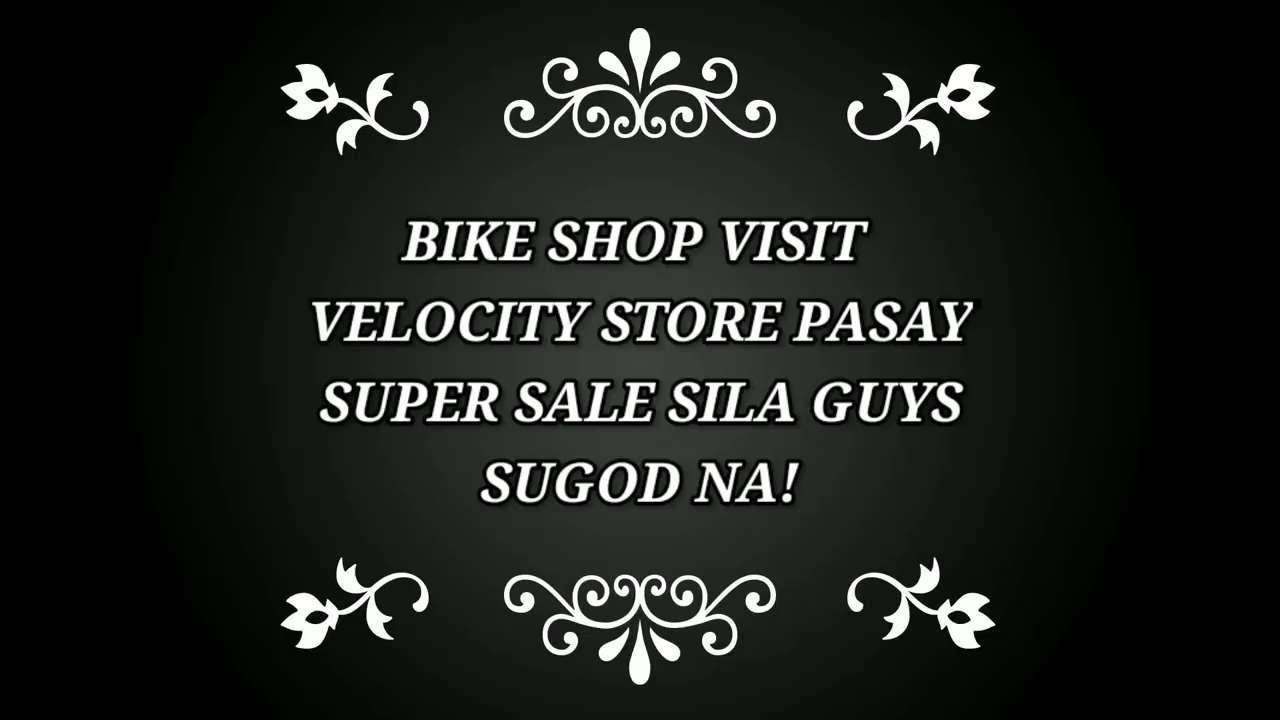 BIKE SHOP VISIT
VELOCITY STORE PASAY
SUPER SALE SILA GUYS
SUGOD NA!